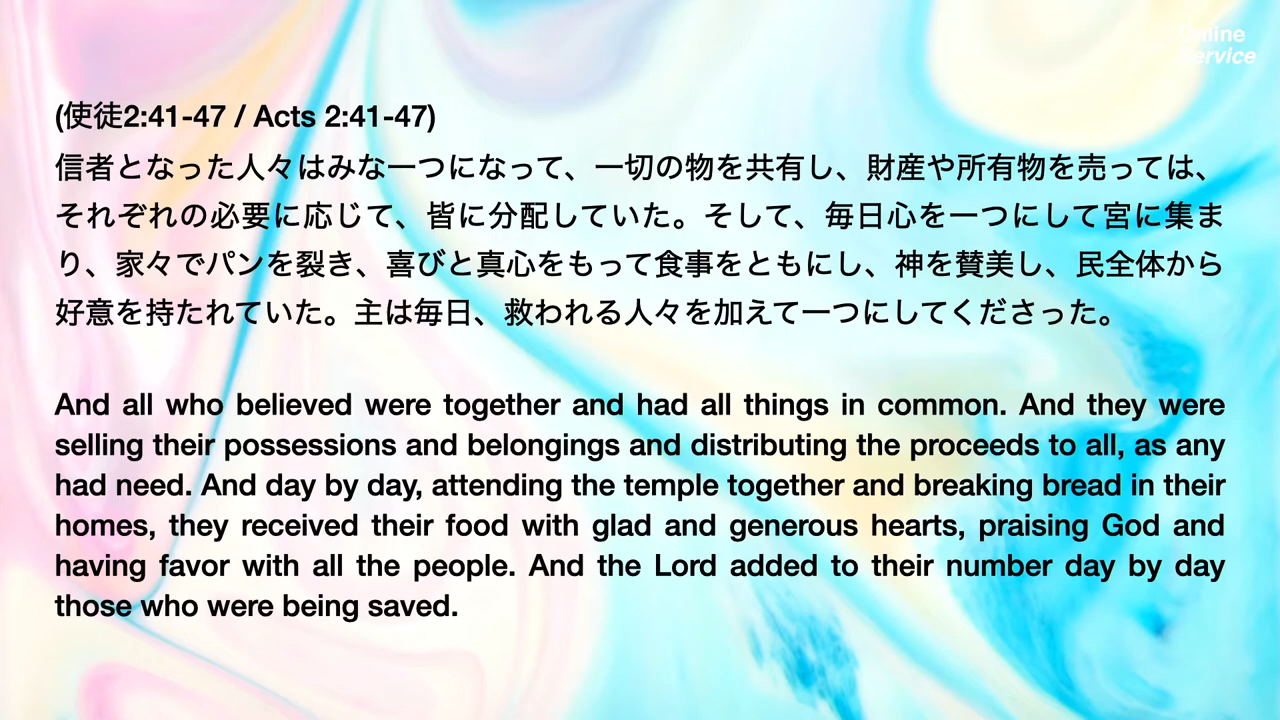 Online
Service
(使徒2:41-47 / Acts 2:41-47)
信者となった人々はみな一つになって、一切の物を共有し、財産や所有物を売っては、
それぞれの必要に応じて、皆に分配していた。そして、毎日心を一つにして宮に集ま
り、家々でパンを裂き、喜びと真心をもって食事をともにし、神を賛美し、民全体から
好意を持たれていた。主は毎日、救われる人々を加えて一つにしてくださった。
And all who believed were together and had all things in common. And they were
selling their possessions and belongings and distributing the proceeds to all, as any
had need. And day by day, attending the temple together and breaking bread in their
homes, they received their food with glad and generous hearts, praising God and
having favor with all the people. And the Lord added to their number day by day
those who were being saved.